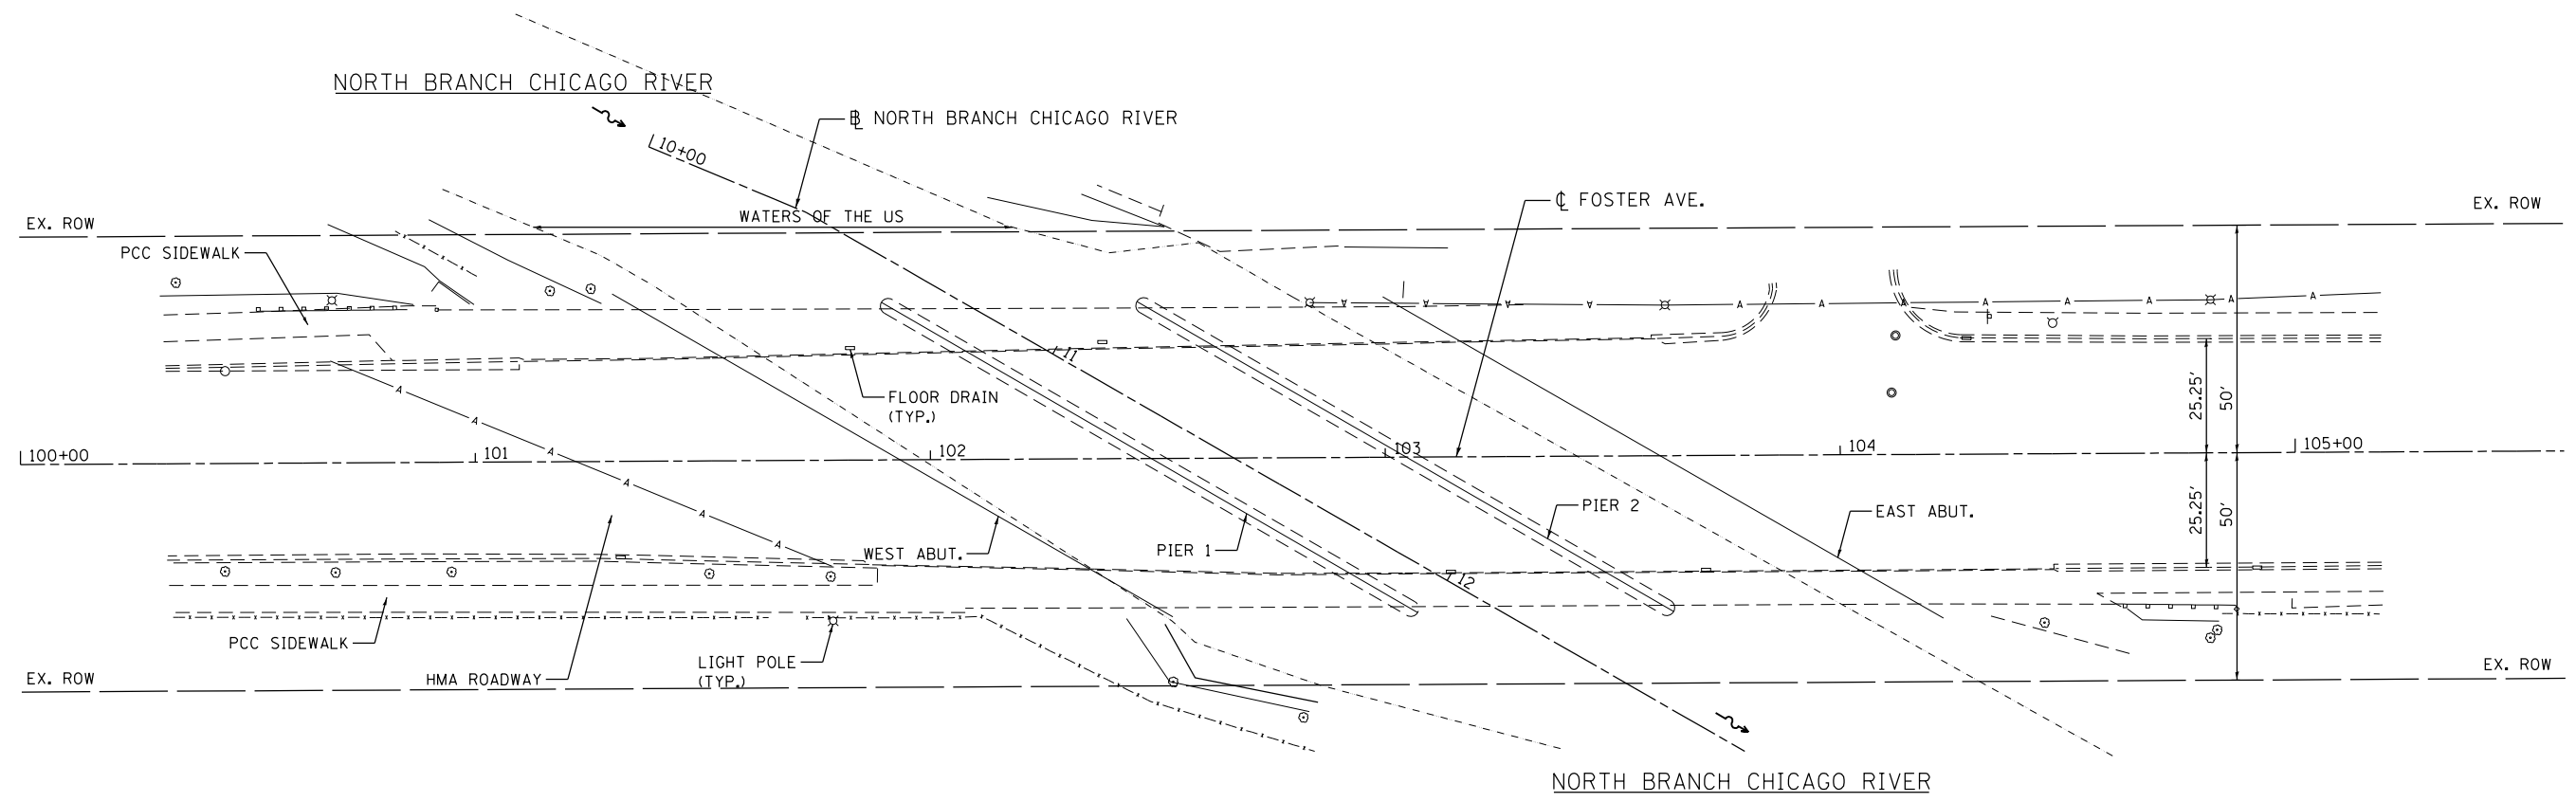 NORTH BRANCH CHICAGO RIVER
℄ NORTH BRANCH CHICAGO RIVER
10+00
℄ FOSTER AVE.
EX. ROW
WATERS OF THE US
EX. ROW
PCC SIDEWALK
11
FLOOR DRAIN
(TYP.)
25.25'
50'
100+00
101
102
103
104
105+00
PIER 2
EAST ABUT.
25.25'
50'
WEST ABUT.
PIER 1
12
PCC SIDEWALK
LIGHT POLE
(TYP.)
HMA ROADWAY
EX. ROW
EX. ROW
NORTH BRANCH CHICAGO RIVER